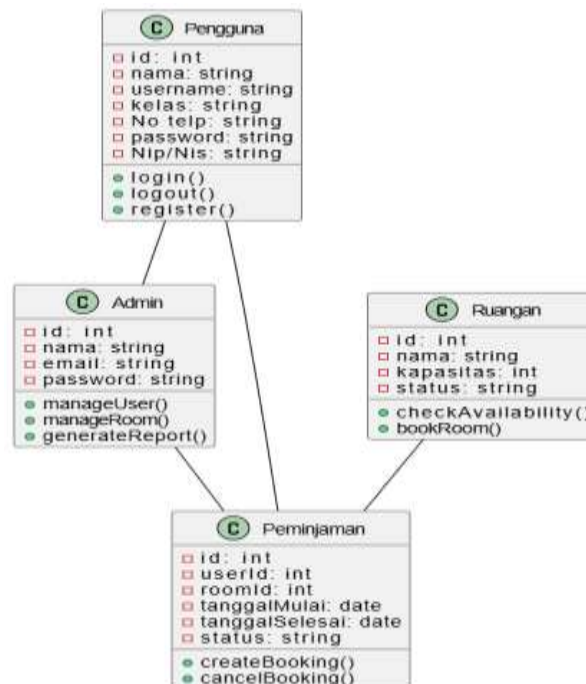 C Pengguna
id: int
nama: string
username: string
kelas: string
No telp: string
password: string
Nip/Nis: string
login()
logout()
register()
C Admin
id: int
nama: string
email: string
password: string
manageUser()
manageRoom()
generateReport()
C Ruangan
id: int
nama: string
kapasitas: int
status: string
checkAvailability()
bookRoom()
C Peminjaman
id: int
userId: int
roomId: int
tanggalMulai: date
tanggalSelesai: date
status: string
createBooking()
cancelBooking()